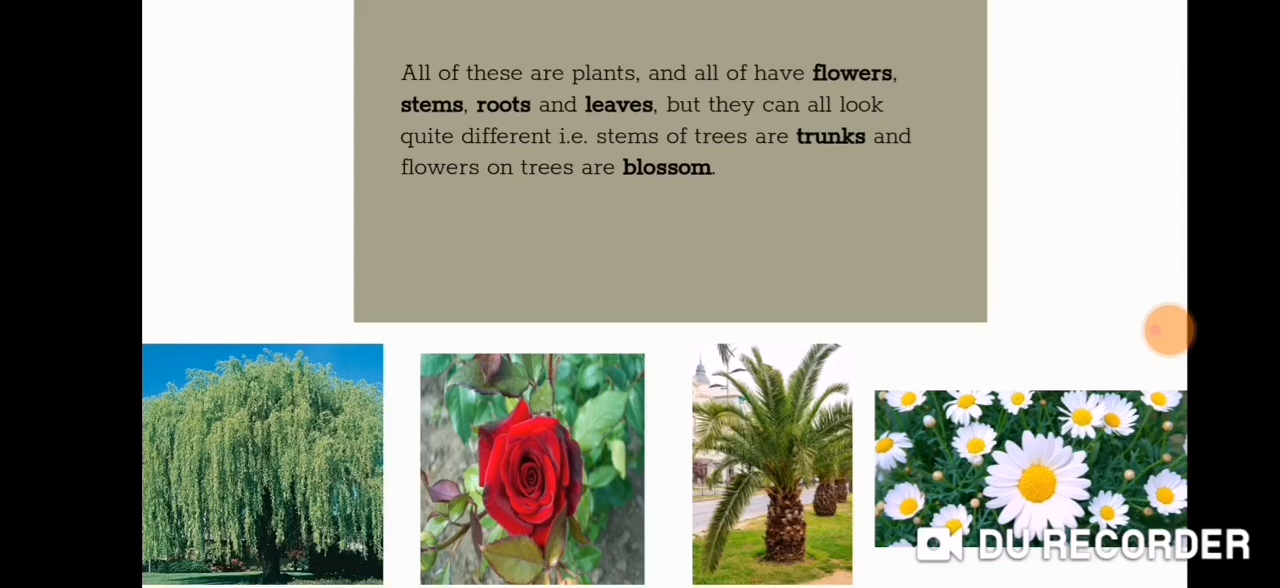 All of these are plants, and all of have flowers,
stems, roots and leaves, but they can all look
quite different i.e. stems of trees are trunks and
flowers on trees are blossom.
DU RECORDER